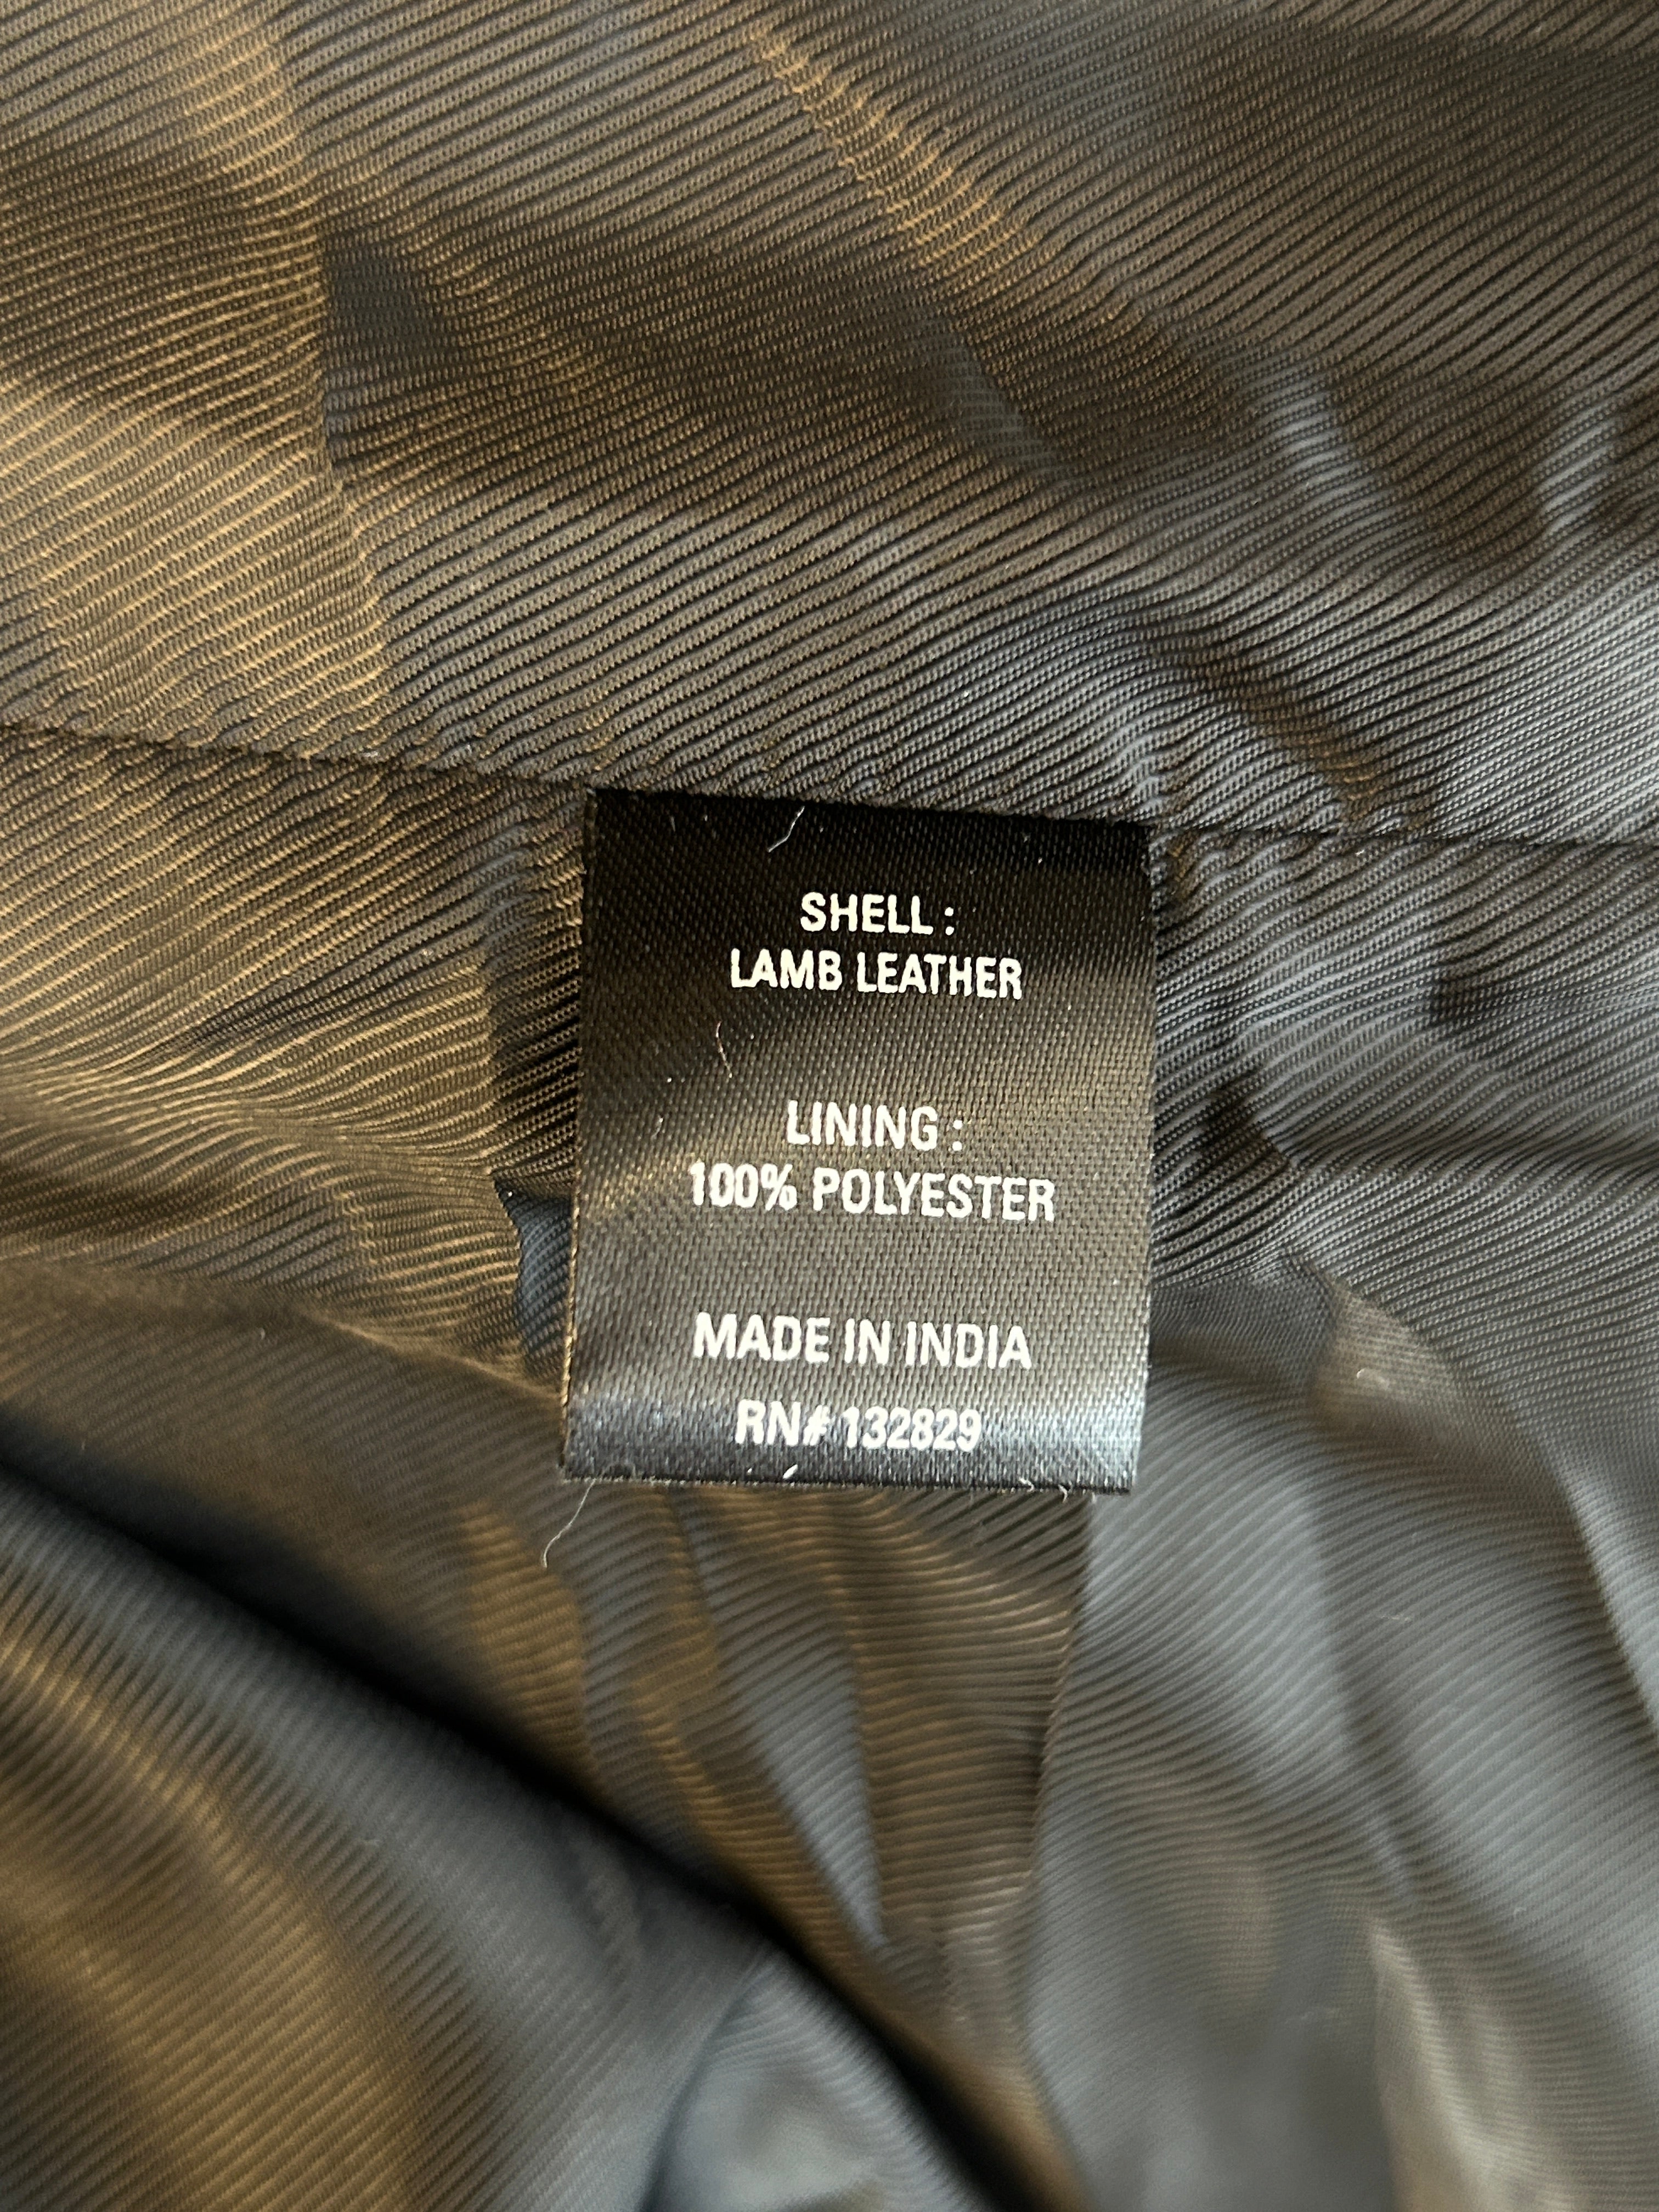 SHELL :
LAMB LEATHER
LINING :
100% POLYESTER
MADE IN INDIA
RN# 132829